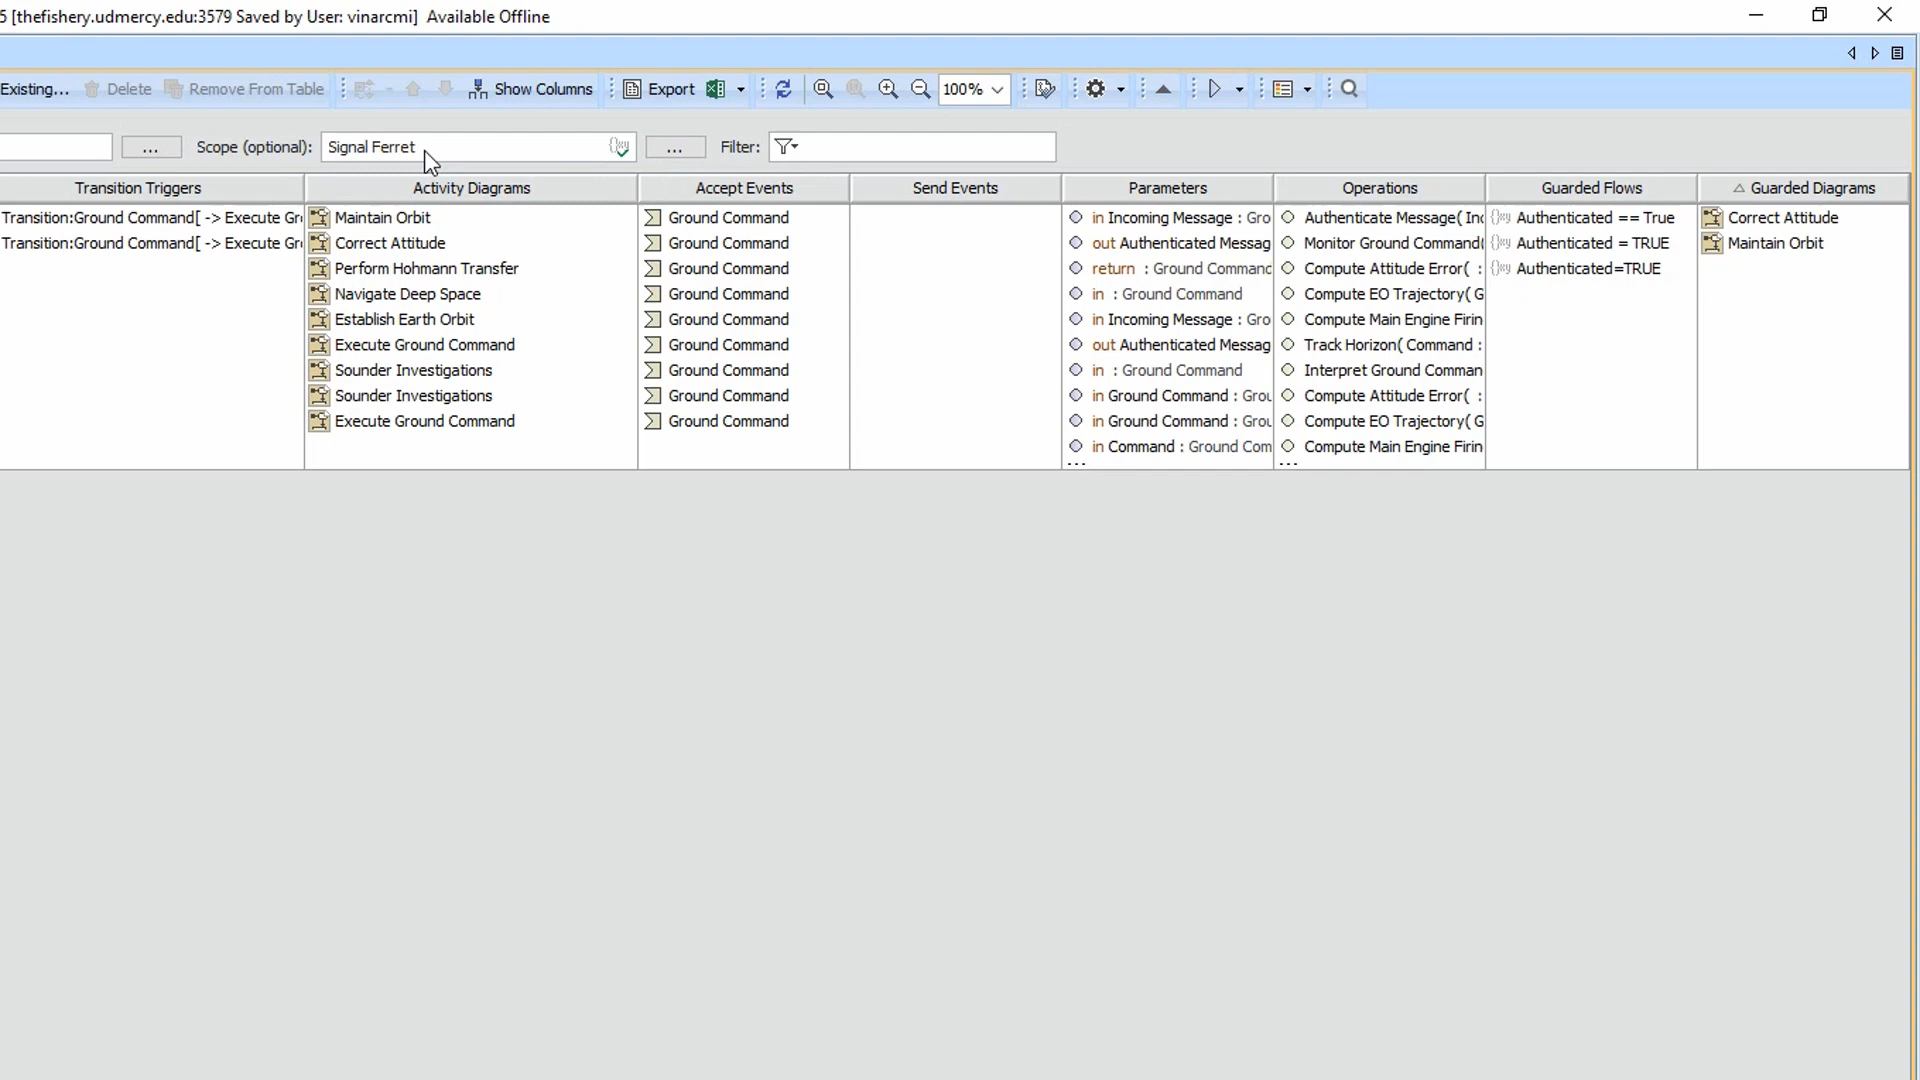 5 [thefishery.udmercy.edu:3579 Saved by User: vinarcmi] Available Offline
Existing... Delete Remove From Table Show Columns Export 100%
... Scope (optional): Signal Ferret ... Filter:
Transition Triggers Activity Diagrams Accept Events Send Events Parameters Operations Guarded Flows Guarded Diagrams
Transition:Ground Command[ -> Execute Gr Maintain Orbit Ground Command in Incoming Message : Gro Authenticate Message( Inc Authenticated == True Correct Attitude
Transition:Ground Command[ -> Execute Gr Correct Attitude Ground Command out Authenticated Messag Monitor Ground Command( Authenticated = TRUE Maintain Orbit
Perform Hohmann Transfer Ground Command return : Ground Command Compute Attitude Error( : Authenticated=TRUE
Navigate Deep Space Ground Command in : Ground Command Compute EO Trajectory( G
Establish Earth Orbit Ground Command in Incoming Message : Gro Compute Main Engine Firin
Execute Ground Command Ground Command out Authenticated Messag Track Horizon( Command :
Sounder Investigations Ground Command in : Ground Command Interpret Ground Comman
Sounder Investigations Ground Command in Ground Command : Grou Compute Attitude Error( :
Execute Ground Command Ground Command in Ground Command : Grou Compute EO Trajectory( G
in Command : Ground Com Compute Main Engine Firin
... ...